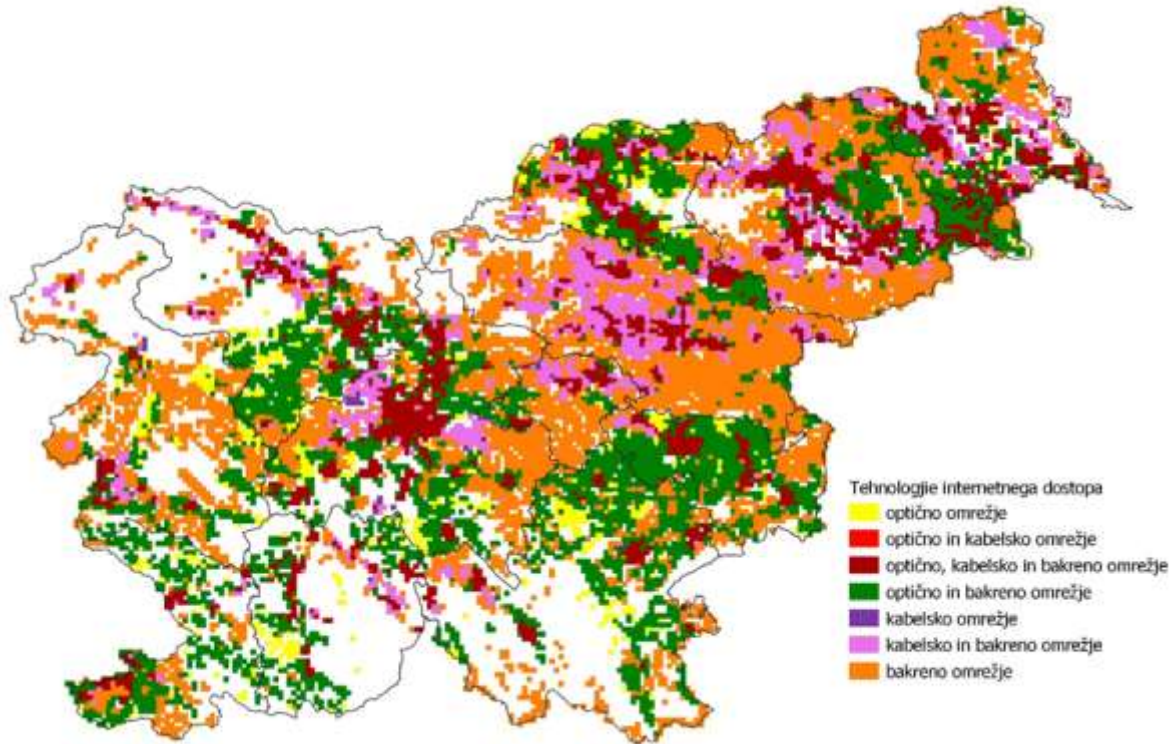 Tehnologije internetnega dostopa
optično omrežje
optično in kabelsko omrežje
optično, kabelsko in bakreno omrežje
optično in bakreno omrežje
kabelsko omrežje
kabelsko in bakreno omrežje
bakreno omrežje